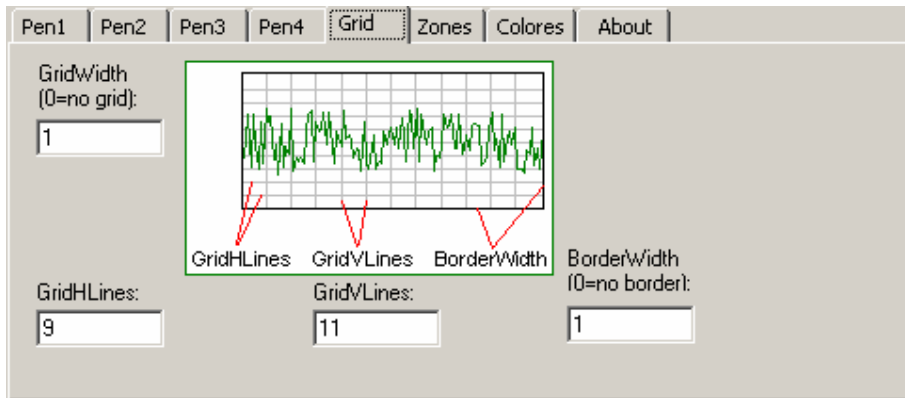 Pen1 Pen2 Pen3 Pen4 Grid Zones Colores About
GridWidth
(0=no grid):
1
GridHLines GridVLines BorderWidth
BorderWidth
(0=no border):
1
GridHLines:
9
GridVLines:
11